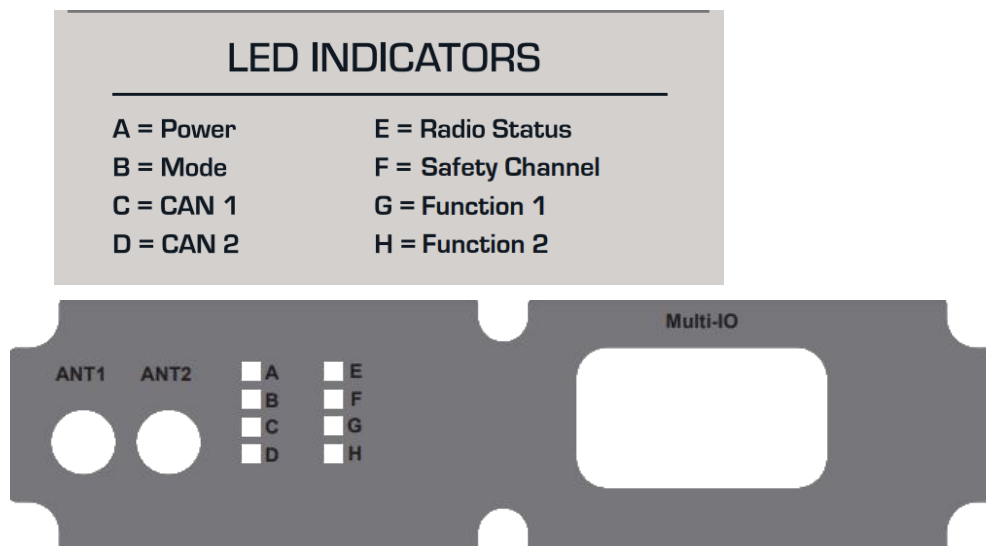 LED INDICATORS
A = Power
B = Mode
C = CAN 1
D = CAN 2
E = Radio Status
F = Safety Channel
G = Function 1
H = Function 2
Multi-IO
ANT1 ANT2
A
B
C
D
E
F
G
H